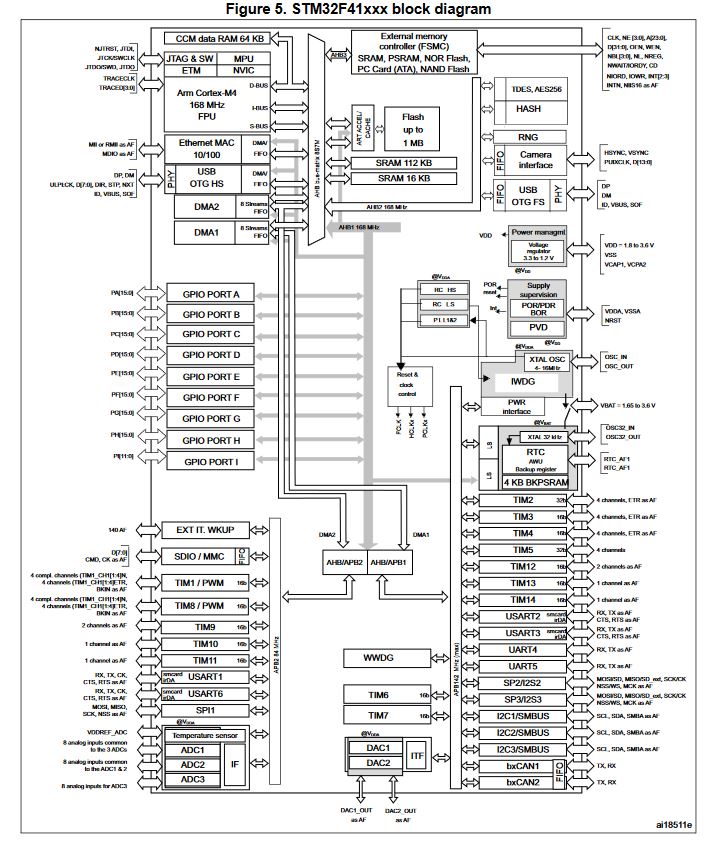 Figure 5. STM32F41xxx block diagram
CCM data RAM 64 KB
External memory
controller (FSMC)
SRAM, PSRAM, NOR Flash,
PC Card (ATA), NAND Flash
AHB3
CLK, NE [3:0], A[23:0],
D[31:0], OEN, WEN,
NBL[3:0], NL, NREG,
NWAIT/IORDY, CD
NIORD, IOWR, INT[2:3]
INTN, NIIS16 as AF
NJTRST, JTDI,
JTCK/SWCLK
JTDO/SWD, JTDO
TRACECLK
TRACED[3:0]
JTAG & SW
MPU
ETM
NVIC
Arm Cortex-M4
168 MHz
FPU
D-BUS
I-BUS
S-BUS
ART ACCEL/
CACHE
Flash
up to
1 MB
SRAM 112 KB
SRAM 16 KB
AHB bus-matrix 8S7M
TDES, AES256
HASH
RNG
FIFO
Camera
interface
HSYNC, VSYNC
PUIXCLK, D[13:0]
FIFO
USB
OTG FS
PHY
DP
DM
ID, VBUS, SOF
MII or RMII as AF
MDIO as AF
Ethernet MAC
10/100
DMA/
FIFO
DP, DM
ULPI:CK, D[7:0], DIR, STP, NXT
ID, VBUS, SOF
PHY
USB
OTG HS
DMA/
FIFO
DMA2
8 Streams
FIFO
DMA1
8 Streams
FIFO
AHB2 168 MHz
AHB1 168 MHz
VDD
Power managmt
Voltage
regulator
3.3 to 1.2 V
@VDD
VDD = 1.8 to 3.6 V
VSS
VCAP1, VCPA2
@VDDA
RC HS
RC LS
PLL1&2
POR
reset
Int
Supply
supervision
POR/PDR
BOR
PVD
VDDA, VSSA
NRST
@VDDA
@VDD
XTAL OSC
4- 16MHz
OSC_IN
OSC_OUT
IWDG
PWR
interface
VBAT = 1.65 to 3.6 V
@VBAT
Reset &
clock
control
FCLK
HCLKx
PCLKx
LS
LS
XTAL 32 kHz
OSC32_IN
OSC32_OUT
RTC
AWU
Backup register
RTC_AF1
RTC_AF1
4 KB BKPSRAM
PA[15:0]
GPIO PORT A
PB[15:0]
GPIO PORT B
PC[15:0]
GPIO PORT C
PD[15:0]
GPIO PORT D
PE[15:0]
GPIO PORT E
PF[15:0]
GPIO PORT F
PG[15:0]
GPIO PORT G
PH[15:0]
GPIO PORT H
PI[11:0]
GPIO PORT I
DMA2
DMA1
AHB/APB2
AHB/APB1
140 AF
EXT IT. WKUP
D[7:0]
CMD, CK as AF
SDIO / MMC
FIFO
4 compl. channels (TIM1_CH1[1:4]N,
4 channels (TIM1_CH1[1:4]ETR,
BKIN as AF
TIM1 / PWM
16b
4 compl. channels (TIM1_CH1[1:4]N,
4 channels (TIM1_CH1[1:4]ETR,
BKIN as AF
TIM8 / PWM
16b
2 channels as AF
TIM9
16b
1 channel as AF
TIM10
16b
1 channel as AF
TIM11
16b
RX, TX, CK,
CTS, RTS as AF
smcard
irDA
USART1
RX, TX, CK,
CTS, RTS as AF
smcard
irDA
USART6
MOSI, MISO,
SCK, NSS as AF
SPI1
APB2 84 MHz
@VDDA
VDDREF_ADC
8 analog inputs common
to the 3 ADCs
8 analog inputs common
to the ADC1 & 2
8 analog inputs for ADC3
Temperature sensor
ADC1
ADC2
ADC3
IF
WWDG
TIM6
16b
TIM7
16b
@VDDA
DAC1
DAC2
ITF
DAC1_OUT
as AF
DAC2_OUT
as AF
TIM2
32b
4 channels, ETR as AF
TIM3
16b
4 channels, ETR as AF
TIM4
16b
4 channels, ETR as AF
TIM5
32b
4 channels
TIM12
16b
2 channels as AF
TIM13
16b
1 channel as AF
TIM14
16b
1 channel as AF
USART2
smcard
irDA
RX, TX as AF
CTS, RTS as AF
USART3
smcard
irDA
RX, TX as AF
CTS, RTS as AF
UART4
RX, TX as AF
UART5
RX, TX as AF
SP2/I2S2
MOSI/SD, MISO/SD_ext, SCK/CK
NSS/WS, MCK as AF
SP3/I2S3
MOSI/SD, MISO/SD_ext, SCK/CK
NSS/WS, MCK as AF
I2C1/SMBUS
SCL, SDA, SMBA as AF
I2C2/SMBUS
SCL, SDA, SMBA as AF
I2C3/SMBUS
SCL, SDA, SMBA as AF
bxCAN1
TX, RX
bxCAN2
FIFO
TX, RX
ai18511e